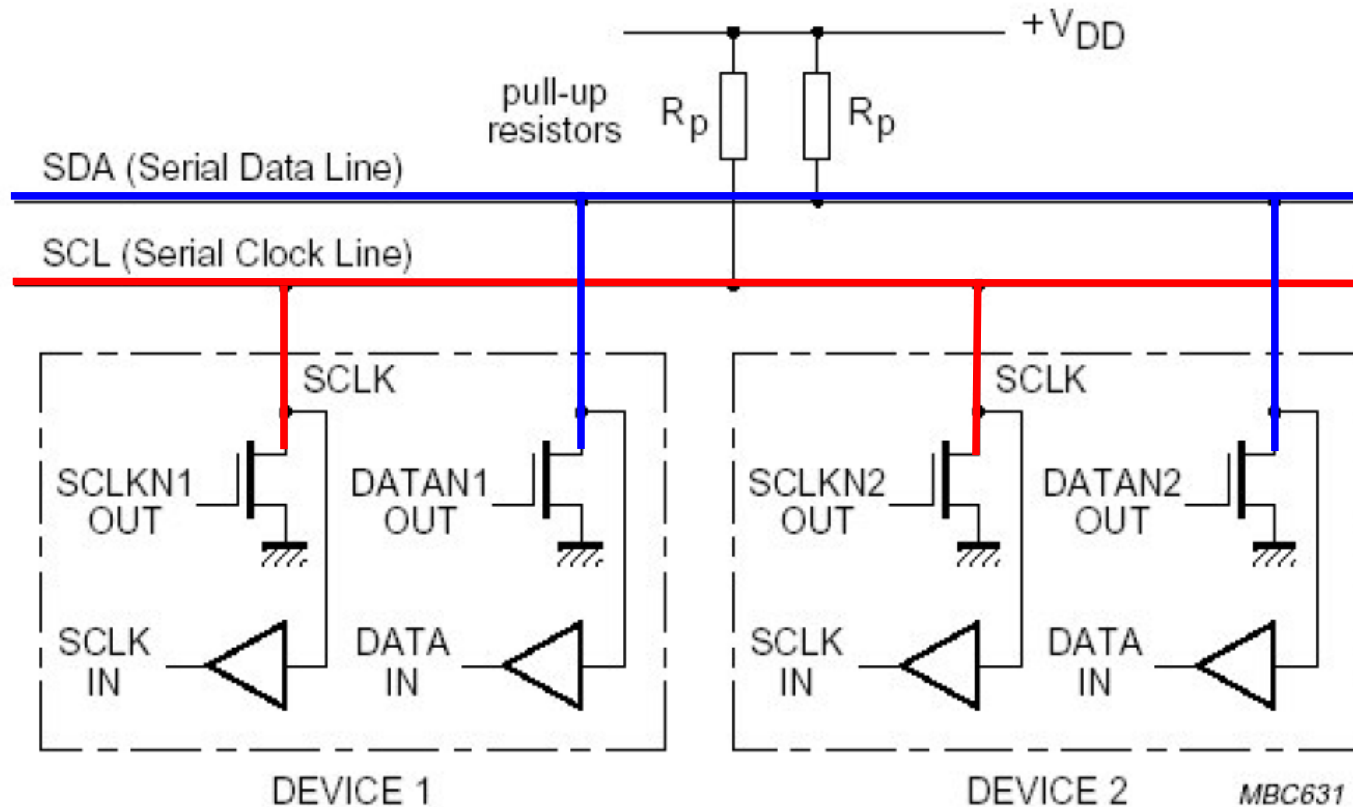 +VDD
pull-up
resistors
Rp
Rp
SDA (Serial Data Line)
SCL (Serial Clock Line)
SCLK
SCLKN1
OUT
DATAN1
OUT
SCLK
IN
DATA
IN
DEVICE 1
SCLK
SCLKN2
OUT
DATAN2
OUT
SCLK
IN
DATA
IN
DEVICE 2
MBC631